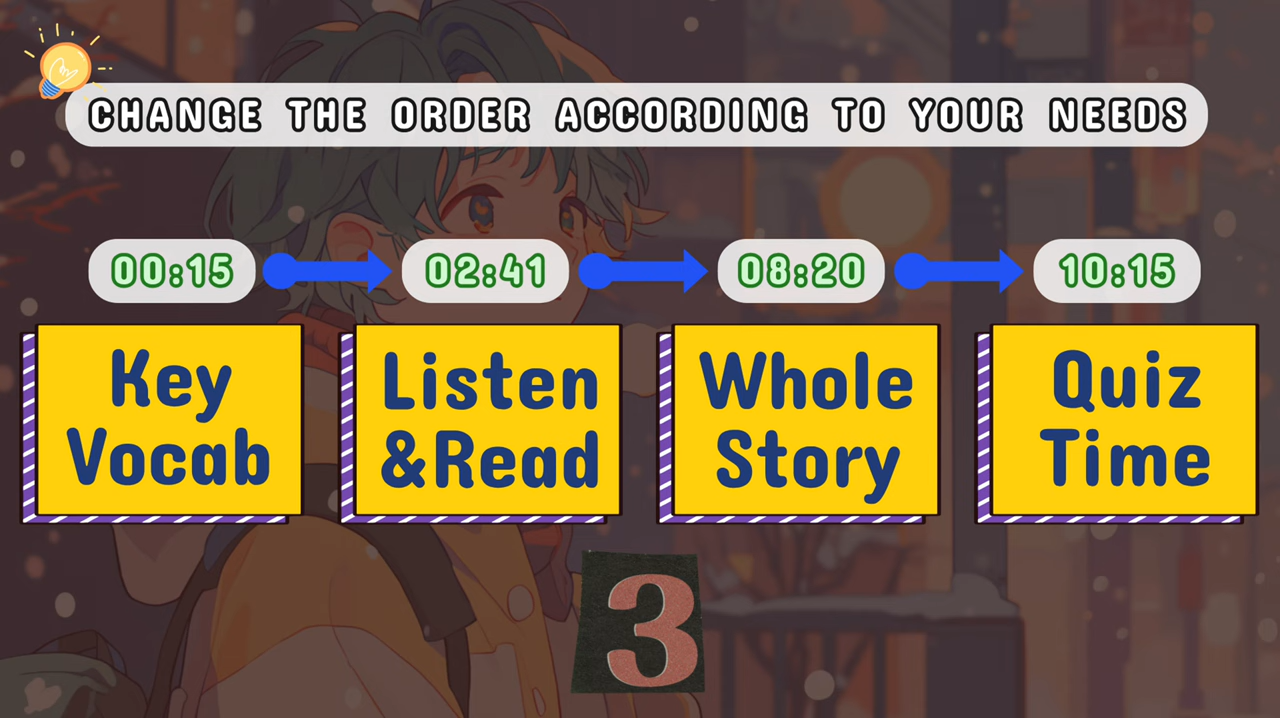 CHANGE THE ORDER ACCORDING TO YOUR NEEDS
00:15
02:41
08:20
10:15
Key
Vocab
Listen
&Read
Whole
Story
Quiz
Time
3